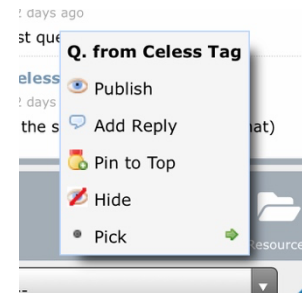 2 days ago
st que
Q. from Celess Tag
Publish
eless
Add Reply
2 days
the s
hat)
Pin to Top
Hide
Pick
Resource